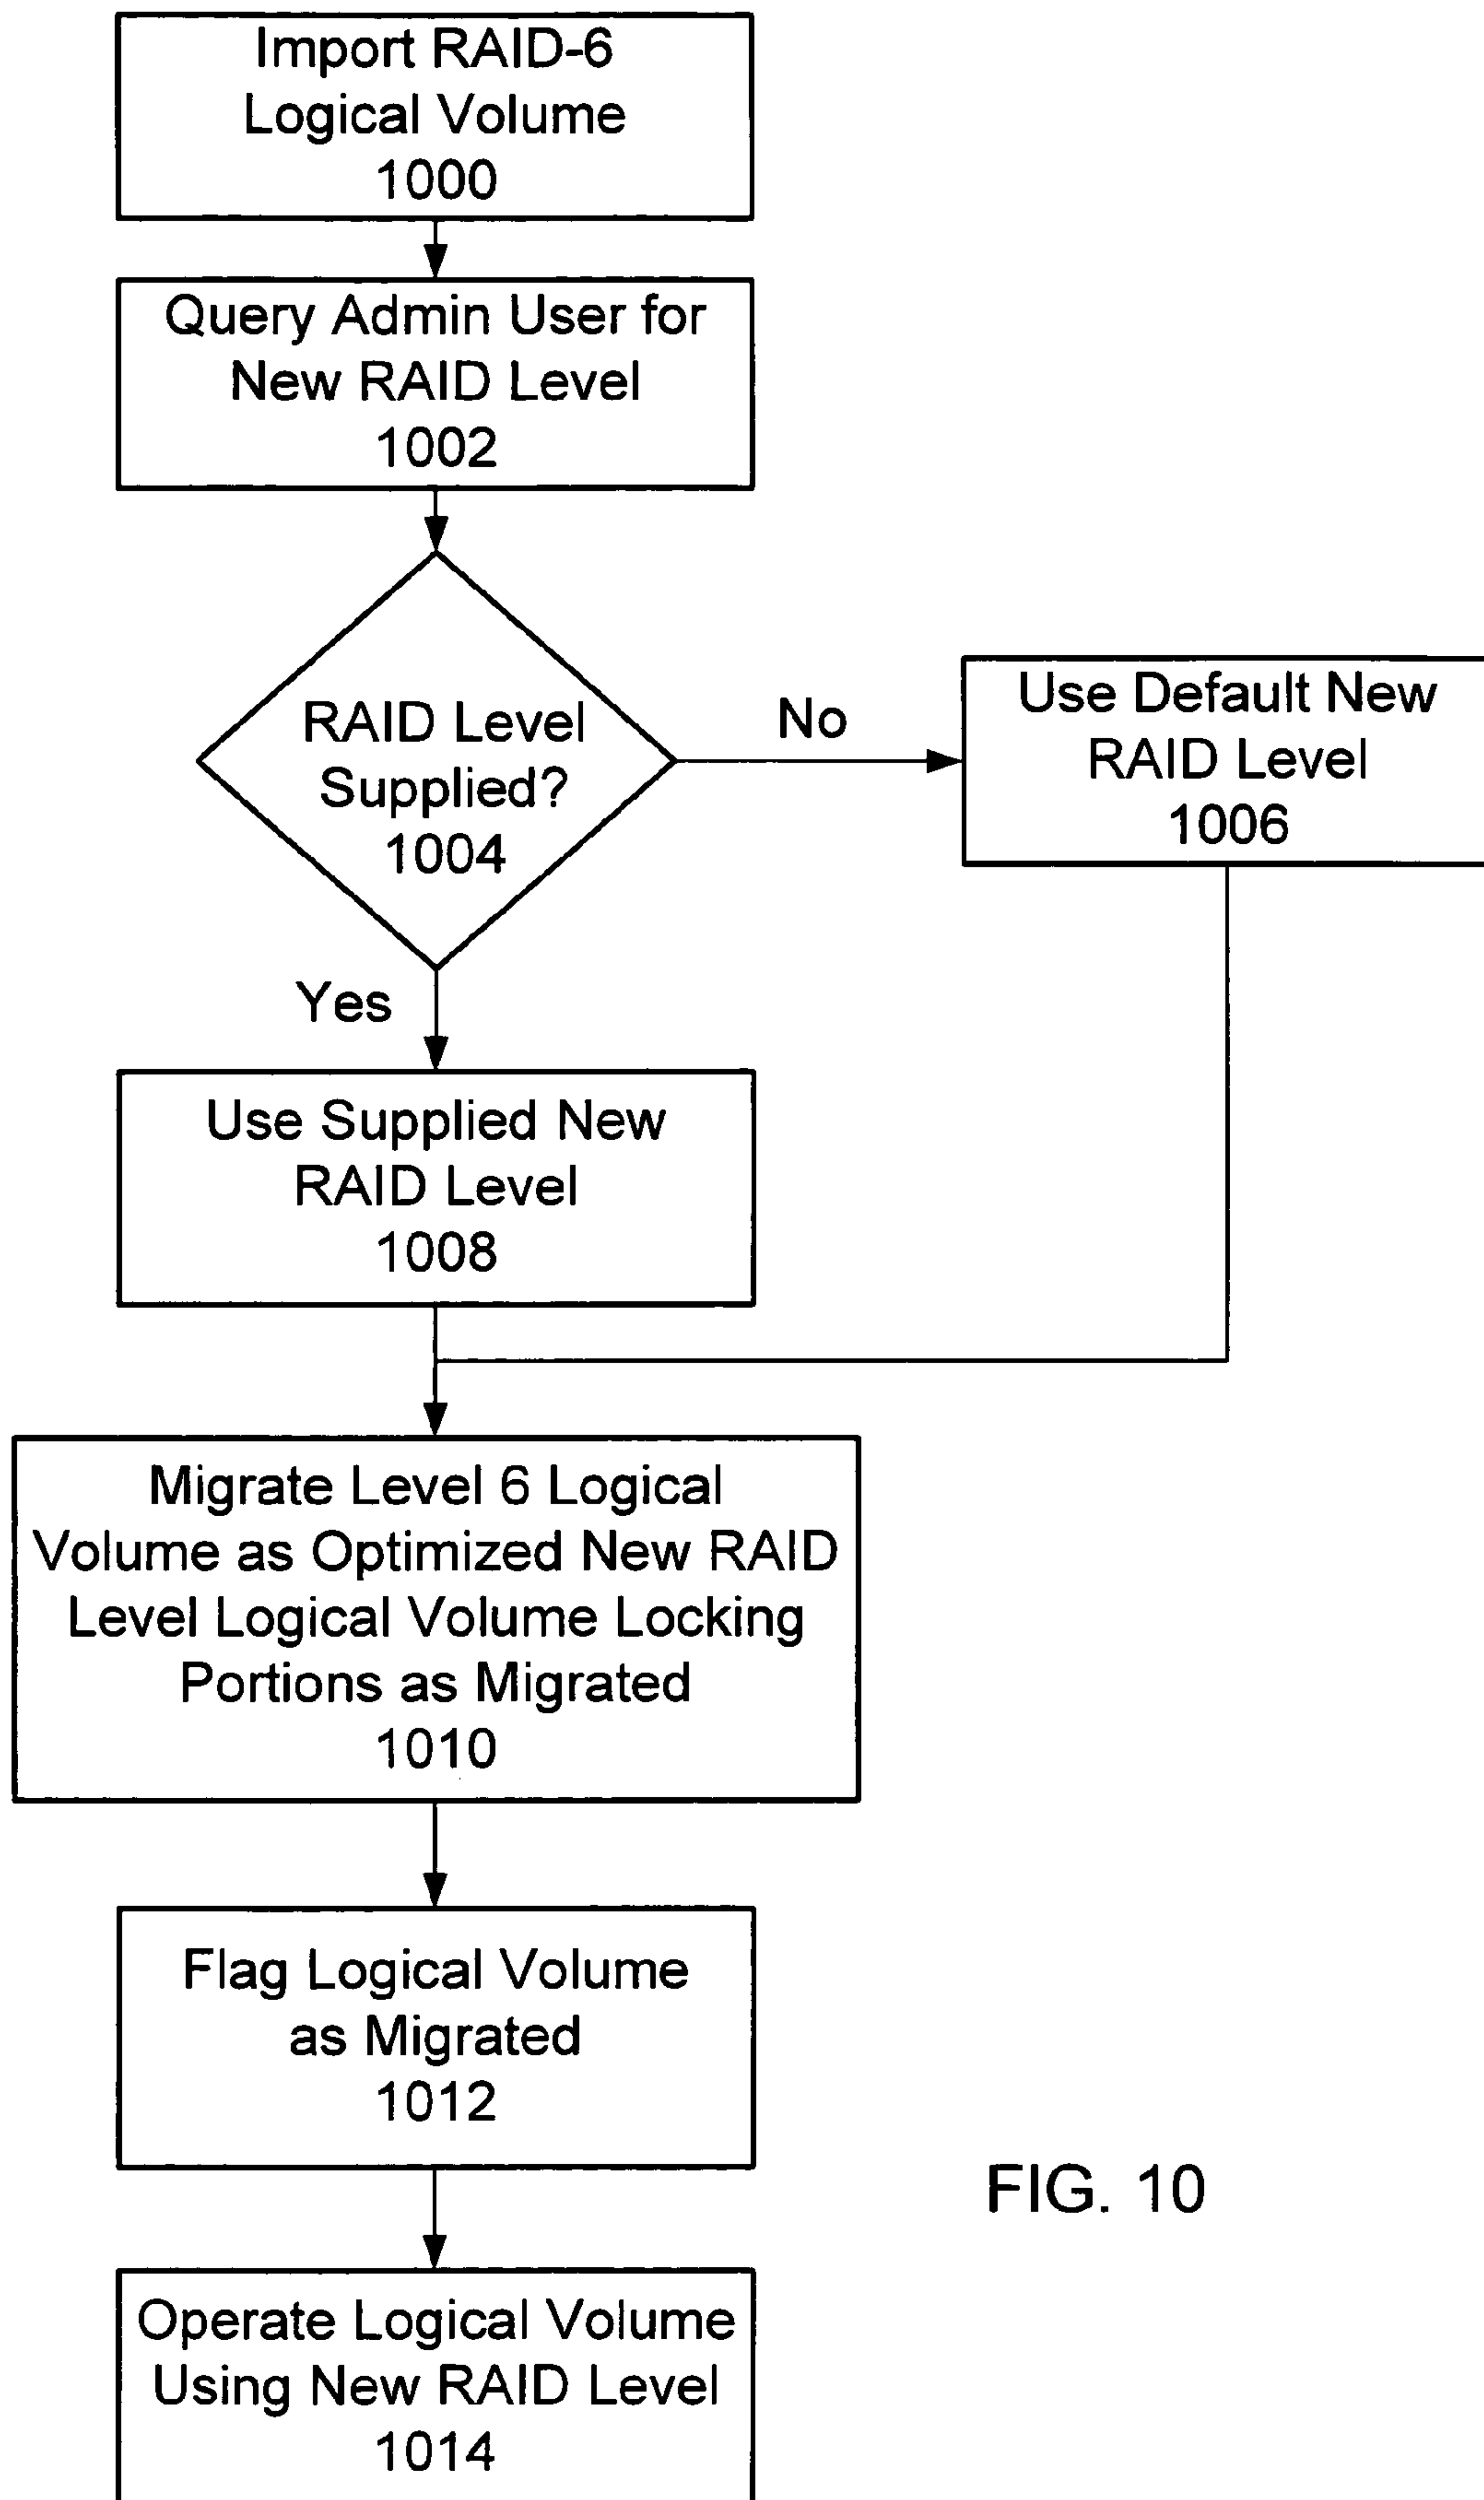 Import RAID-6
Logical Volume
1000
Query Admin User for
New RAID Level
1002
RAID Level
Supplied?
1004
No
Use Default New
RAID Level
1006
Yes
Use Supplied New
RAID Level
1008
Migrate Level 6 Logical
Volume as Optimized New RAID
Level Logical Volume Locking
Portions as Migrated
1010
Flag Logical Volume
as Migrated
1012
FIG. 10
Operate Logical Volume
Using New RAID Level
1014